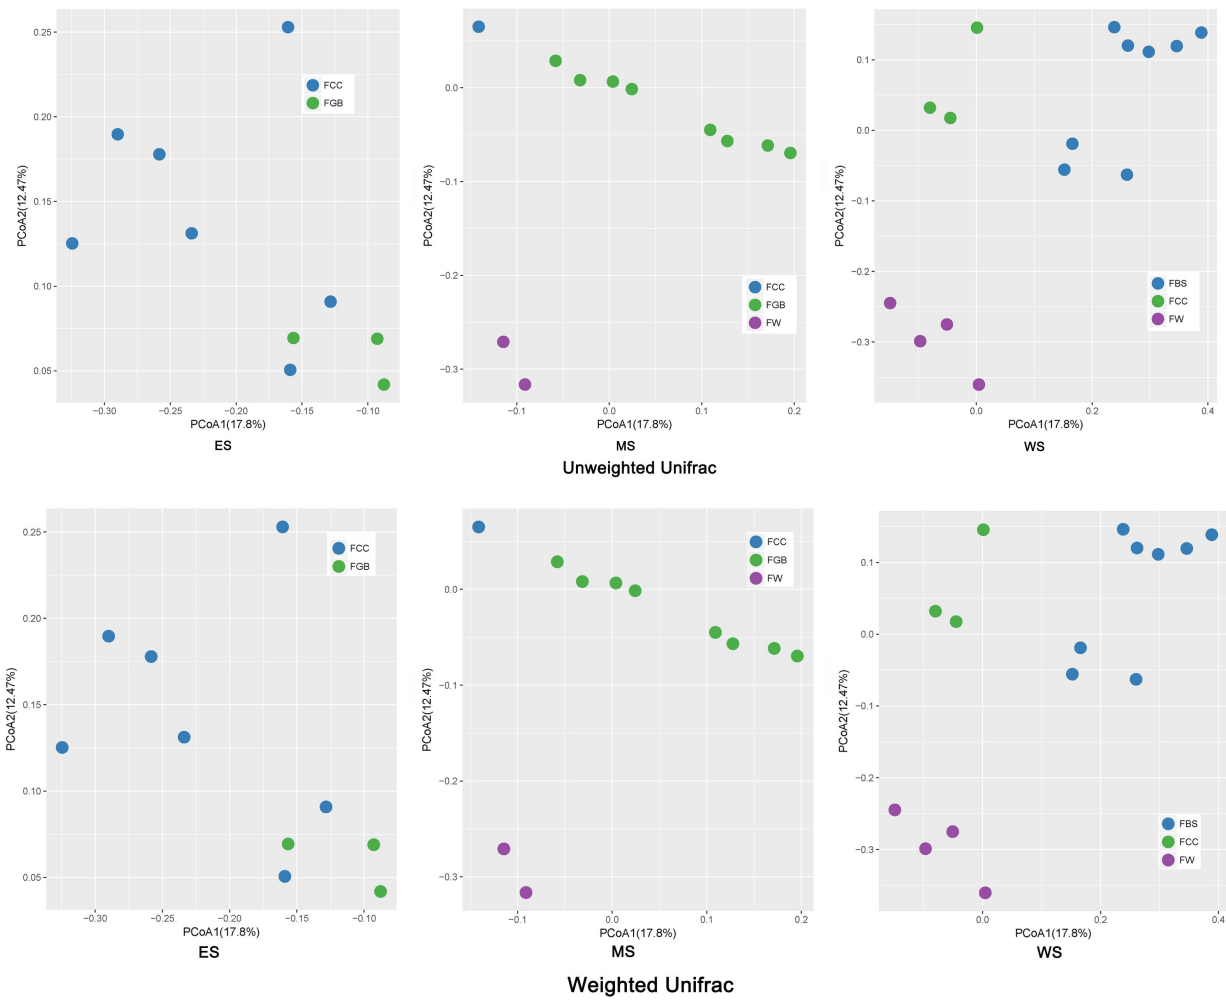 0.25
0.20
0.15
0.10
0.05
−0.30
−0.25
−0.20
−0.15
−0.10
PCoA2(12.47%)
PCoA1(17.8%)
FCC
FGB
ES
0.0
−0.1
−0.2
−0.3
−0.1
0.0
0.1
0.2
PCoA2(12.47%)
PCoA1(17.8%)
FCC
FGB
FW
MS
0.1
0.0
−0.1
−0.2
−0.3
0.0
0.2
0.4
PCoA2(12.47%)
PCoA1(17.8%)
FBS
FCC
FW
WS
Unweighted Unifrac
0.25
0.20
0.15
0.10
0.05
−0.30
−0.25
−0.20
−0.15
−0.10
PCoA2(12.47%)
PCoA1(17.8%)
FCC
FGB
ES
0.0
−0.1
−0.2
−0.3
−0.1
0.0
0.1
0.2
PCoA2(12.47%)
PCoA1(17.8%)
FCC
FGB
FW
MS
0.1
0.0
−0.1
−0.2
−0.3
0.0
0.2
0.4
PCoA2(12.47%)
PCoA1(17.8%)
FBS
FCC
FW
WS
Weighted Unifrac